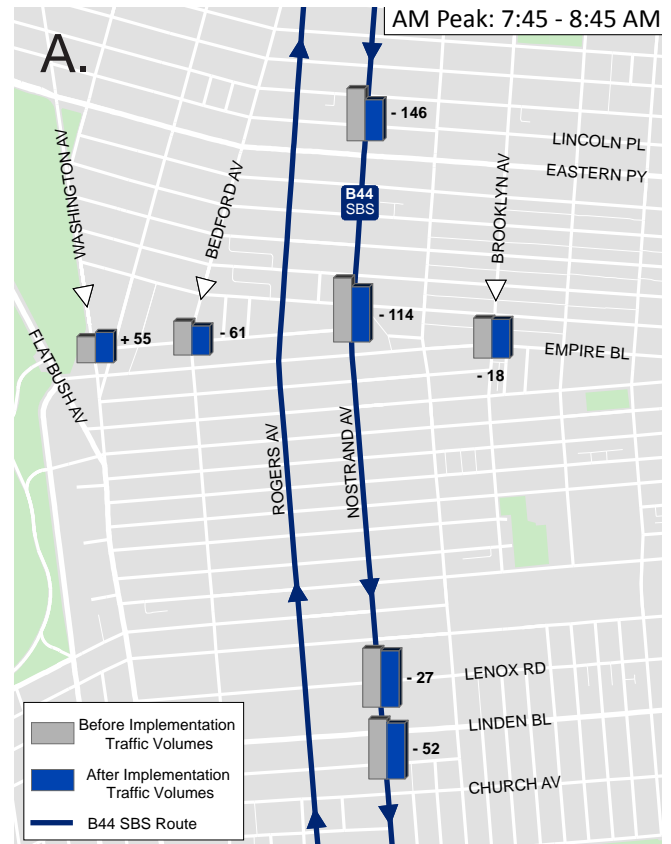 AM Peak: 7:45 - 8:45 AM
A.
- 146
LINCOLN PL
EASTERN PY
WASHINGTON AV
BEDFORD AV
B44
SBS
BROOKLYN AV
+ 55
- 61
- 114
- 18
EMPIRE BL
FLATBUSH AV
ROGERS AV
NOSTRAND AV
- 27
LENOX RD
LINDEN BL
- 52
CHURCH AV
Before Implementation
Traffic Volumes
After Implementation
Traffic Volumes
B44 SBS Route